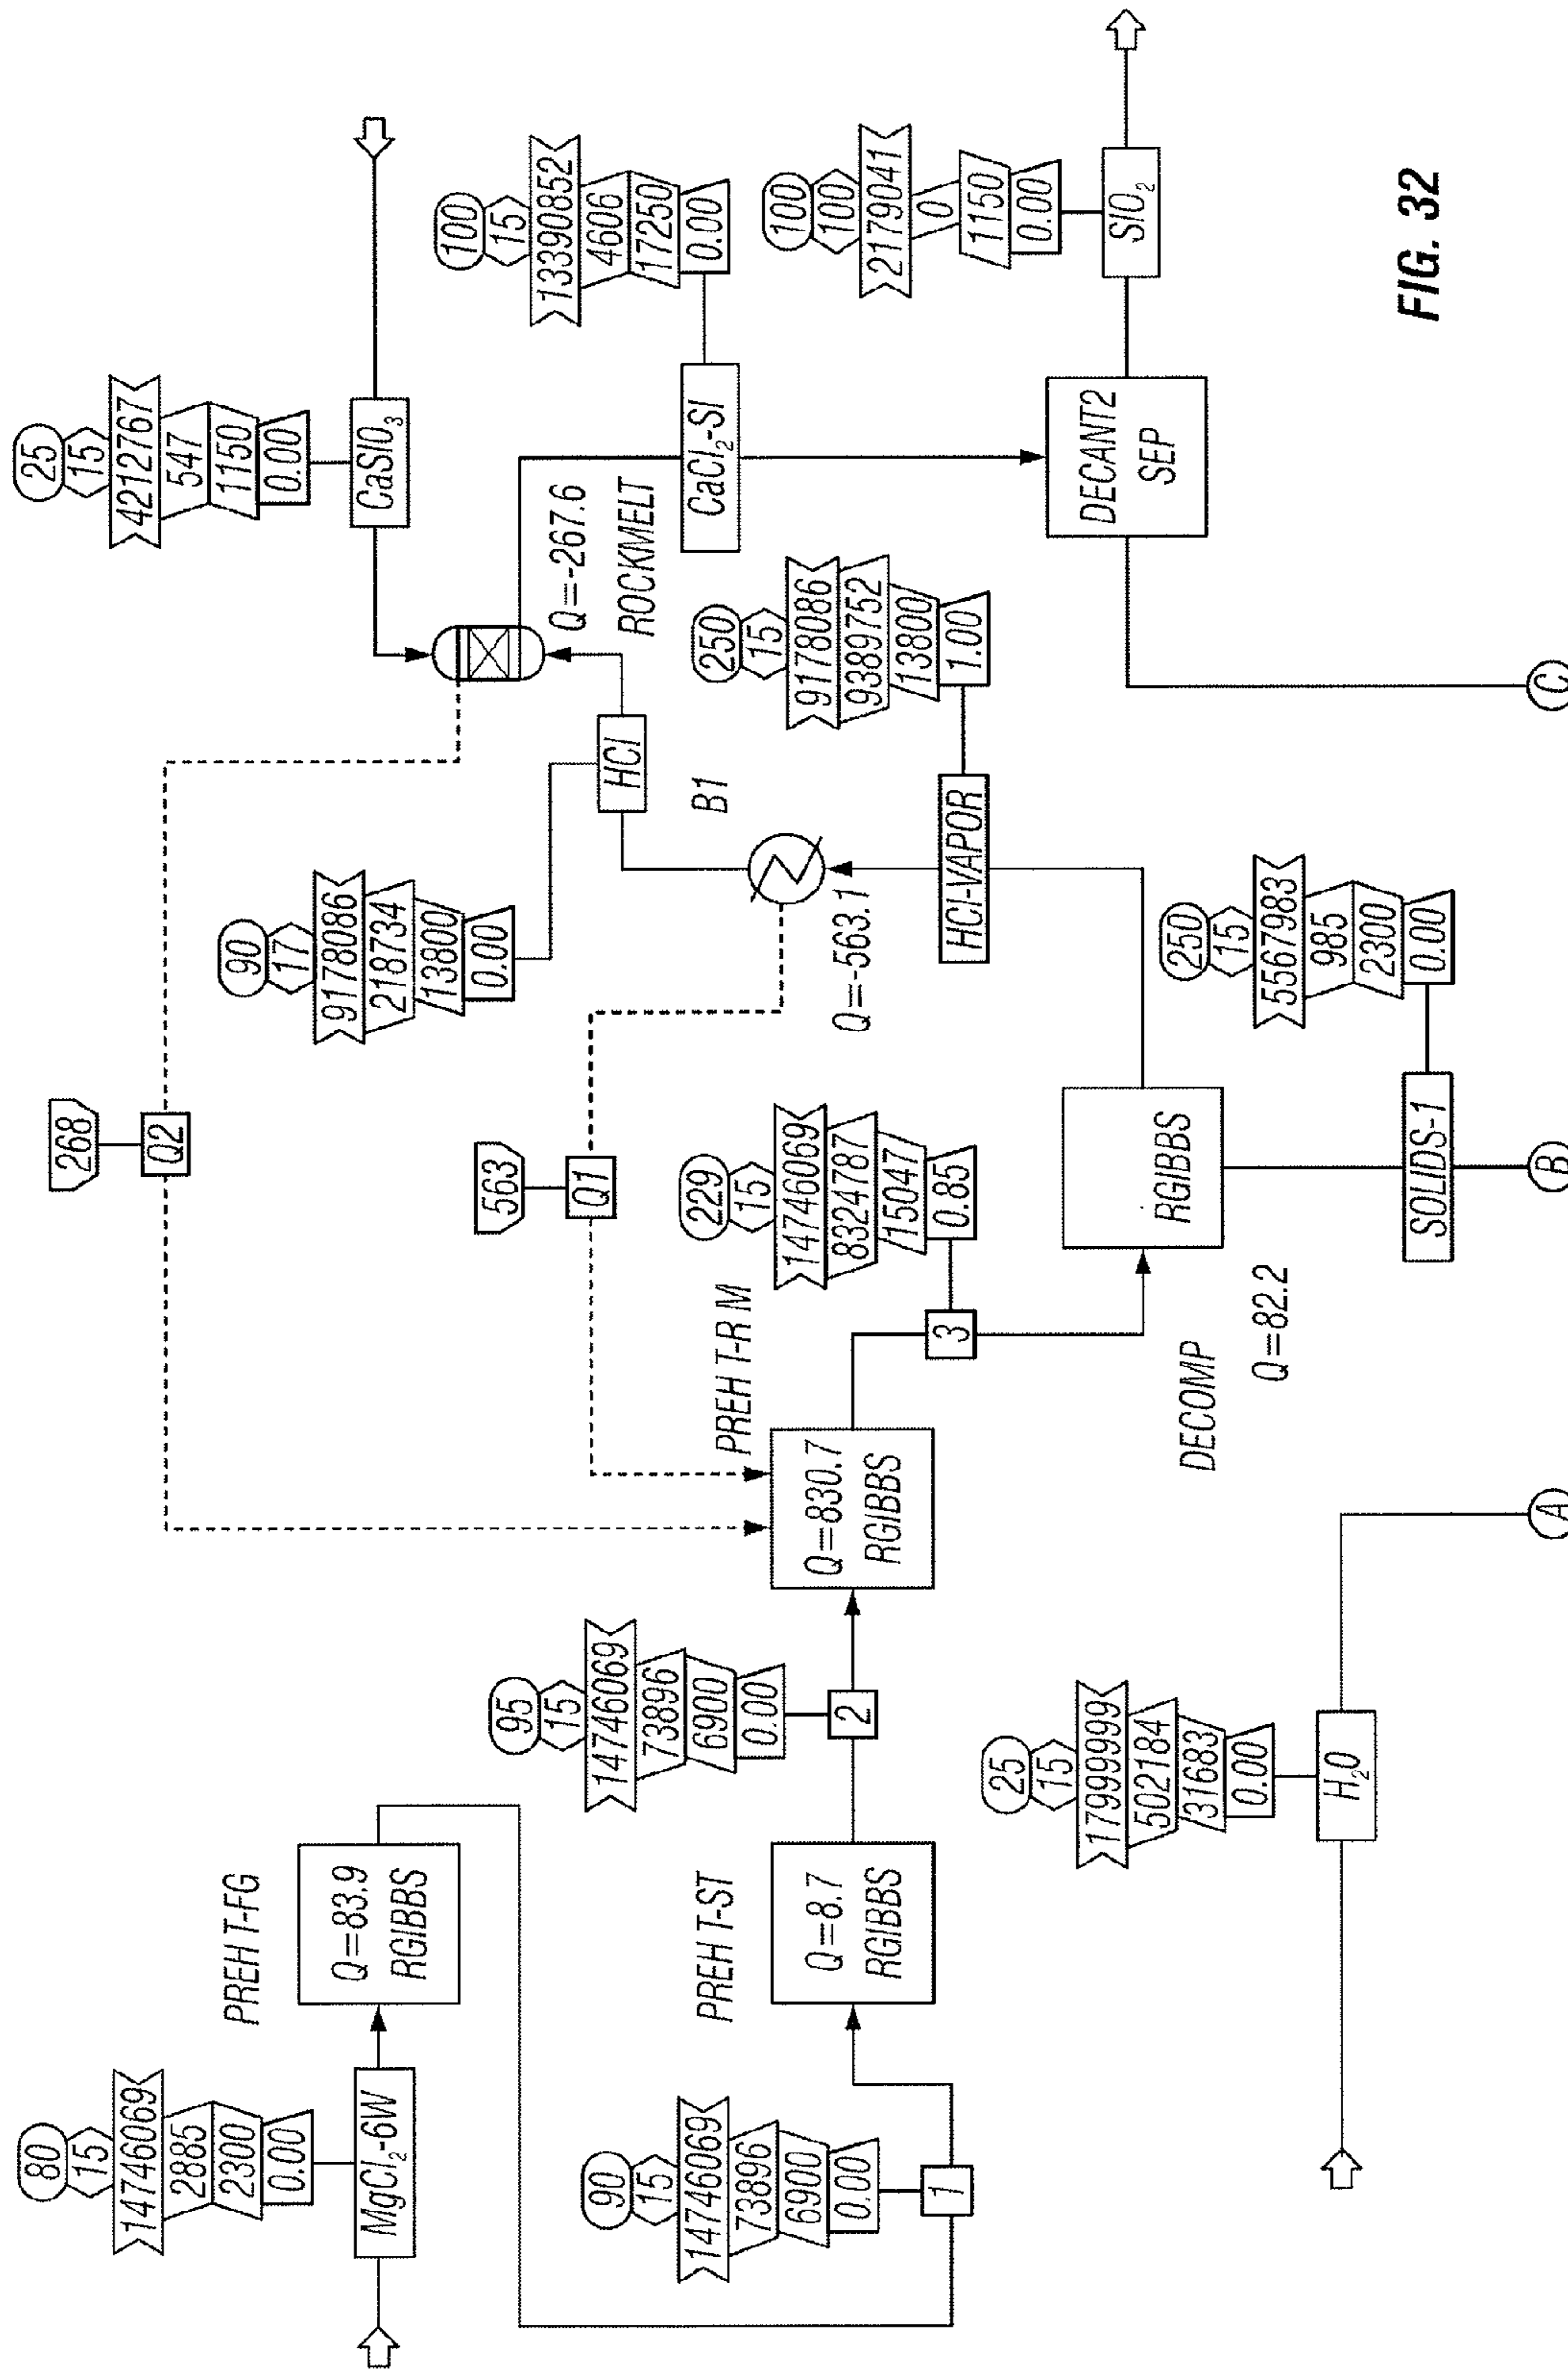 80
15
14746069
2885
2300
0.00
MgCl₂-6W
PREH T-FG
Q=83.9
RGIBBS
90
15
14746069
73896
6900
0.00
1
PREH T-ST
Q=8.7
RGIBBS
95
15
14746069
73896
6900
0.00
2
25
15
17999999
502184
31683
0.00
H₂O
A
268
Q2
563
Q1
PREH T-R M
Q=830.7
RGIBBS
229
15
14746069
8324787
15047
0.85
3
DECOMP
Q=82.2
RGIBBS
250
15
5567983
985
2300
0.00
SOLIDS-1
B
90
17
9178086
218734
13800
0.00
HCl
B1
Q=-563.1
HCl-VAPOR
250
15
9178086
9389752
13800
1.00
25
15
4212767
547
1150
0.00
CaSIO₃
Q=-267.6
ROCKMELT
100
15
13390852
4606
17250
0.00
CaCl₂-SI
DECANT2
SEP
100
100
2179041
0
1150
0.00
SIO₂
C
FIG. 32